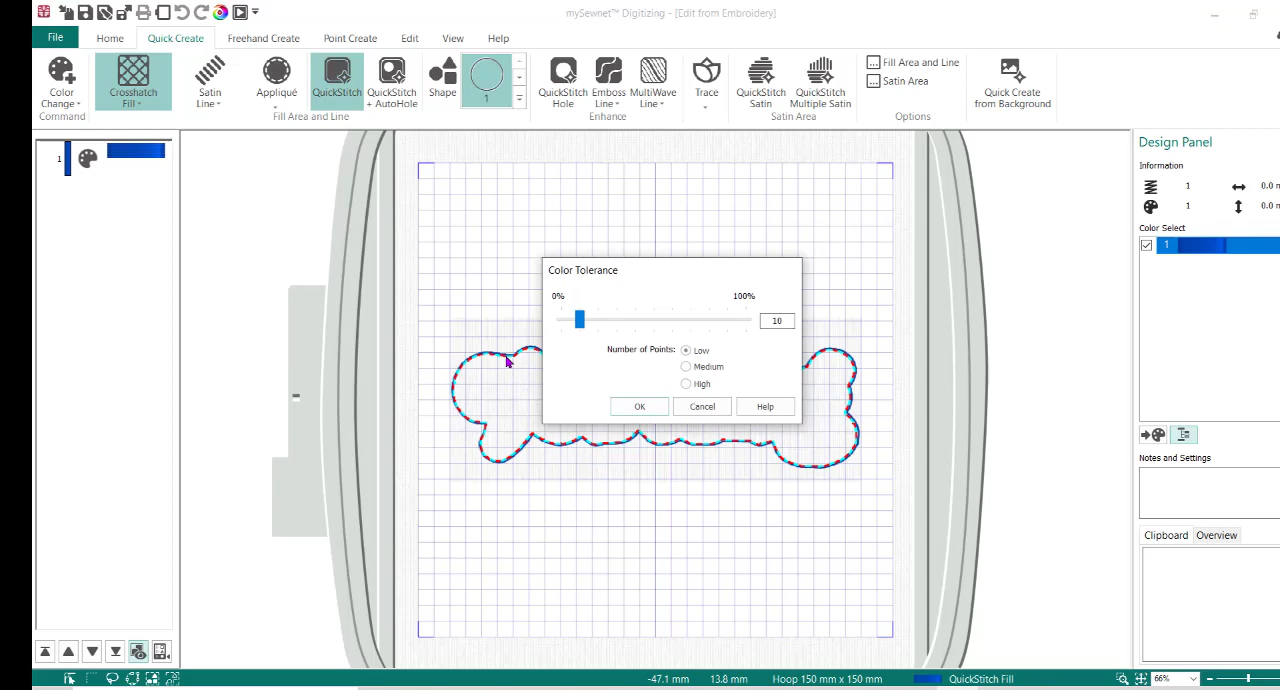 mySewnet™ Digitizing - [Edit from Embroidery]
File Home Quick Create Freehand Create Point Create Edit View Help
Color Change
Crosshatch Fill
Satin Line
Appliqué
QuickStitch
QuickStitch + AutoHole
Shape
1
QuickStitch Hole
Emboss Line
MultiWave Line
Trace
QuickStitch Satin
QuickStitch Multiple Satin
Fill Area and Line
Satin Area
Quick Create from Background
Command Fill Area and Line Enhance Satin Area Options
1
Color Tolerance
0% 100%
10
Number of Points: Low
Medium
High
OK Cancel Help
Design Panel
Information
1 0.0 m
1 0.0 m
Color Select
1
Notes and Settings
Clipboard Overview
-47.1 mm 13.8 mm Hoop 150 mm x 150 mm QuickStitch Fill 66%